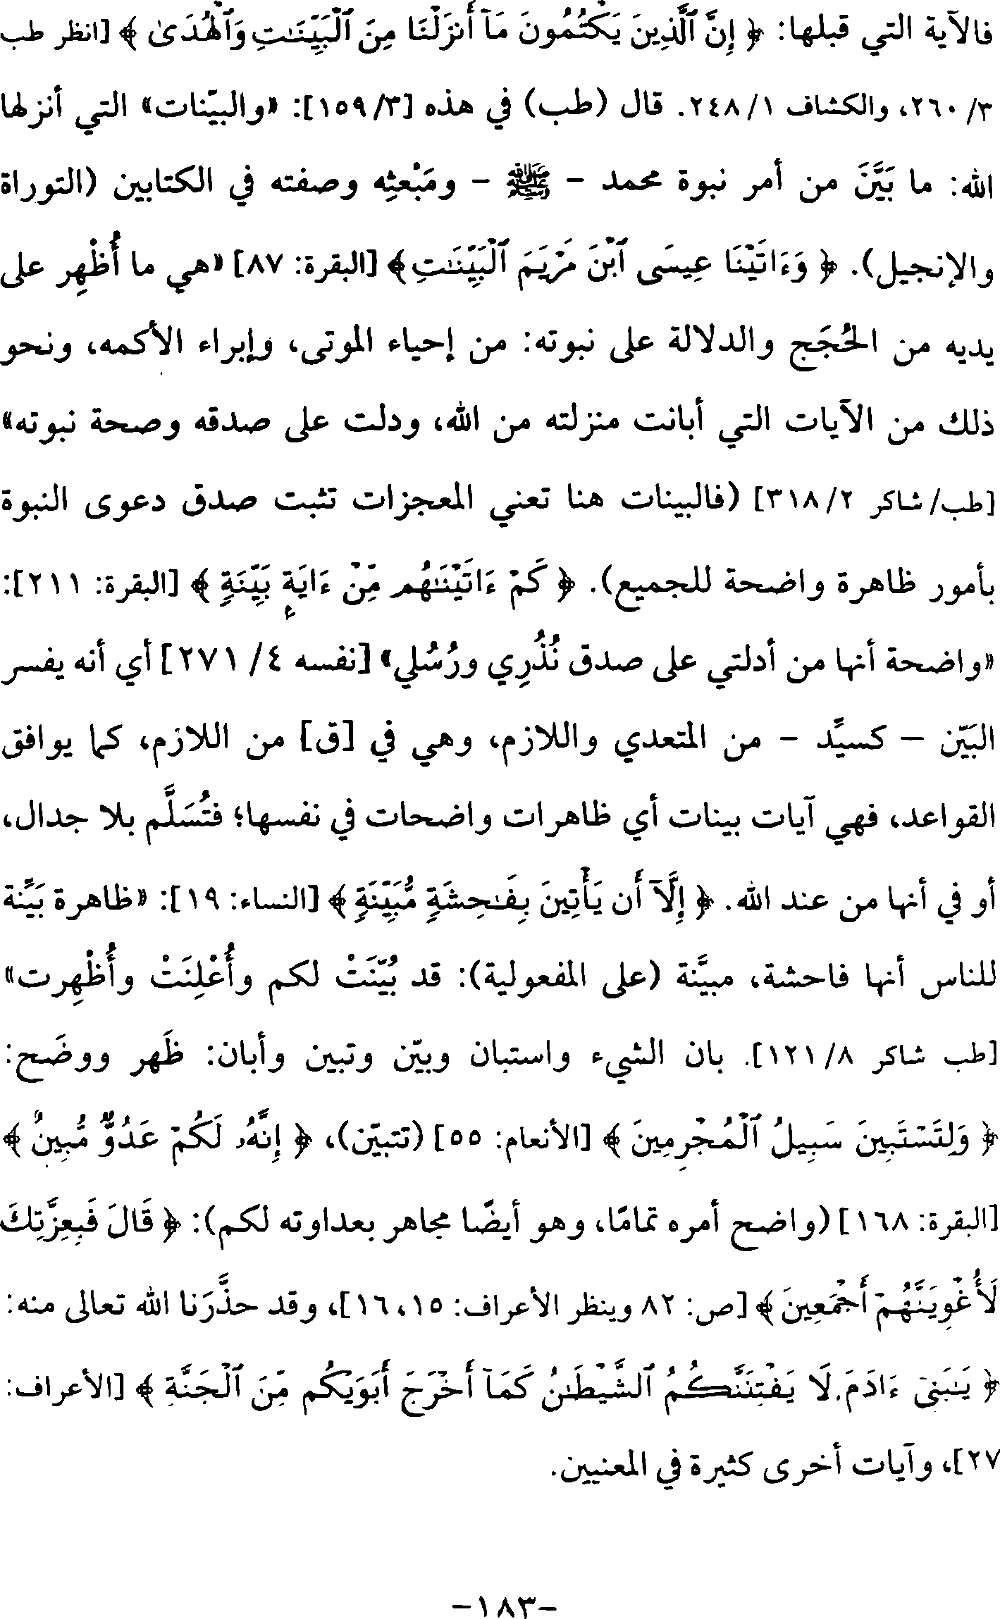 فالآية التي قبلها: ﴿ إِنَّ ٱلَّذِينَ يَكْتُمُونَ مَآ أَنزَلْنَا مِنَ ٱلْبَيِّنَـٰتِ وَٱلْهُدَىٰ ﴾ [انظر طب
٣/ ٢٦٠، والكشاف ١/ ٢٤٨. قال (طب) في هذه [٣/ ١٥٩]: «والبيّنات» التي أنزلها
الله: ما بَيَّنَ من أمر نبوة محمد – ﷺ – ومَبْعثِه وصفته في الكتابين (التوراة
والإنجيل). ﴿ وَءَاتَيْنَا عِيسَى ٱبْنَ مَرْيَمَ ٱلْبَيِّنَـٰتِ ﴾ [البقرة: ٨٧] «هي ما أُظْهِر على
يديه من الحُجَج والدلالة على نبوته: من إحياء الموتى، وإبراء الأكمه، ونحو
ذلك من الآيات التي أبانت منزلته من الله، ودلت على صدقه وصحة نبوته»
[طب/ شاكر ٢/ ٣١٨] (فالبينات هنا تعني المعجزات تثبت صدق دعوى النبوة
بأمور ظاهرة واضحة للجميع). ﴿ كَمْ ءَاتَيْنَـٰهُم مِّنْ ءَايَةٍۭ بَيِّنَةٍ ﴾ [البقرة: ٢١١]:
«واضحة أنها من أدلتي على صدق نُذُرِي ورُسُلي» [نفسه ٤/ ٢٧١] أي أنه يفسر
البَيّن – كسيِّد – من المتعدي واللازم، وهي في [ق] من اللازم، كما يوافق
القواعد، فهي آيات بينات أي ظاهرات واضحات في نفسها؛ فتُسَلَّم بلا جدال،
أو في أنها من عند الله. ﴿ إِلَّآ أَن يَأْتِينَ بِفَـٰحِشَةٍ مُّبَيِّنَةٍ ﴾ [النساء: ١٩]: «ظاهرة بَيِّنة
للناس أنها فاحشة، مبيَّنة (على المفعولية): قد بُيّنَتْ لكم وأُعْلِنَتْ وأُظْهِرت»
[طب شاكر ٨/ ١٢١]. بان الشيء واستبان وبيّن وتبين وأبان: ظَهر ووضَح:
﴿ وَلِتَسْتَبِينَ سَبِيلُ ٱلْمُجْرِمِينَ ﴾ [الأنعام: ٥٥] (تتبيّن)، ﴿ إِنَّهُۥ لَكُمْ عَدُوٌّ مُّبِينٌ ﴾
[البقرة: ١٦٨] (واضح أمره تمامًا، وهو أيضًا مجاهر بعداوته لكم): ﴿ قَالَ فَبِعِزَّتِكَ
لَأُغْوِيَنَّهُمْ أَجْمَعِينَ ﴾ [ص: ٨٢ وينظر الأعراف: ١٥، ١٦]، وقد حذَّرَنا الله تعالى منه:
﴿ يَـٰبَنِىٓ ءَادَمَ لَا يَفْتِنَنَّكُمُ ٱلشَّيْطَـٰنُ كَمَآ أَخْرَجَ أَبَوَيْكُم مِّنَ ٱلْجَنَّةِ ﴾ [الأعراف:
٢٧]، وآيات أخرى كثيرة في المعنيين.
-١٨٣-